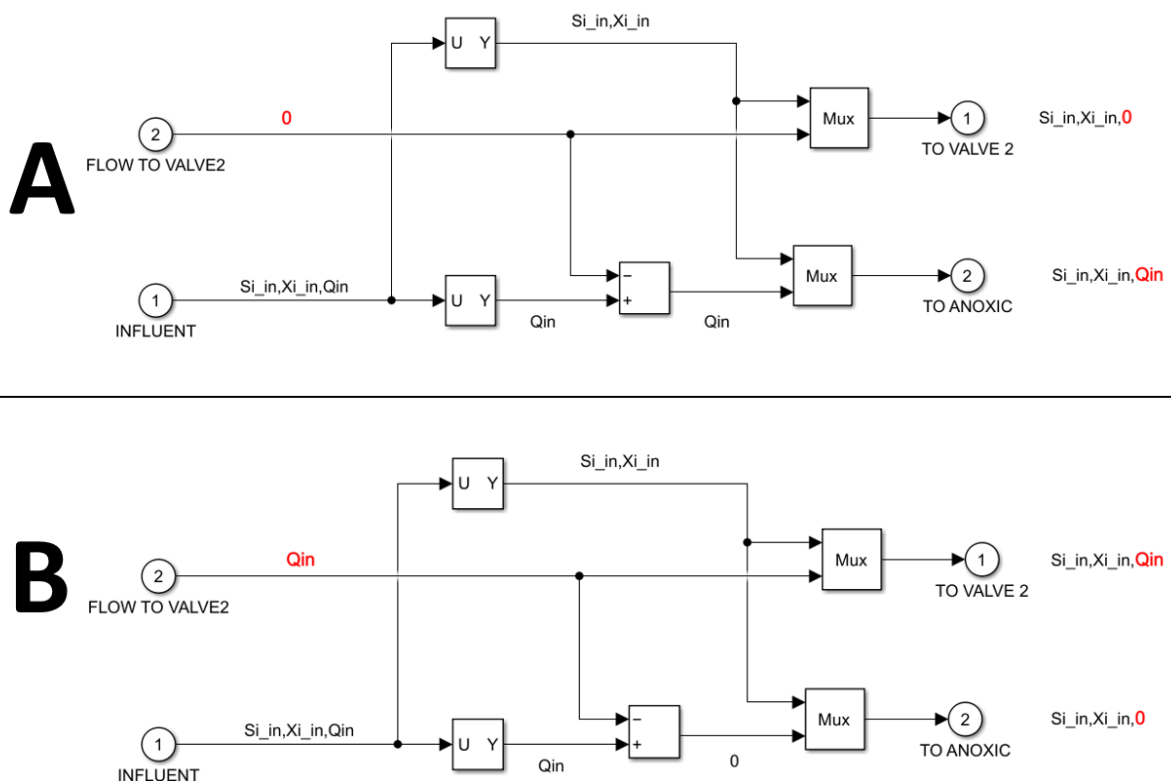 A
Si_in,Xi_in
U Y
0
2
FLOW TO VALVE2
Mux
1
TO VALVE 2
Si_in,Xi_in,0
Si_in,Xi_in,Qin
1
INFLUENT
U Y
Qin
−
+
Qin
Mux
2
TO ANOXIC
Si_in,Xi_in,Qin
B
Si_in,Xi_in
U Y
Qin
2
FLOW TO VALVE2
Mux
1
TO VALVE 2
Si_in,Xi_in,Qin
Si_in,Xi_in,Qin
1
INFLUENT
U Y
Qin
−
+
0
Mux
2
TO ANOXIC
Si_in,Xi_in,0